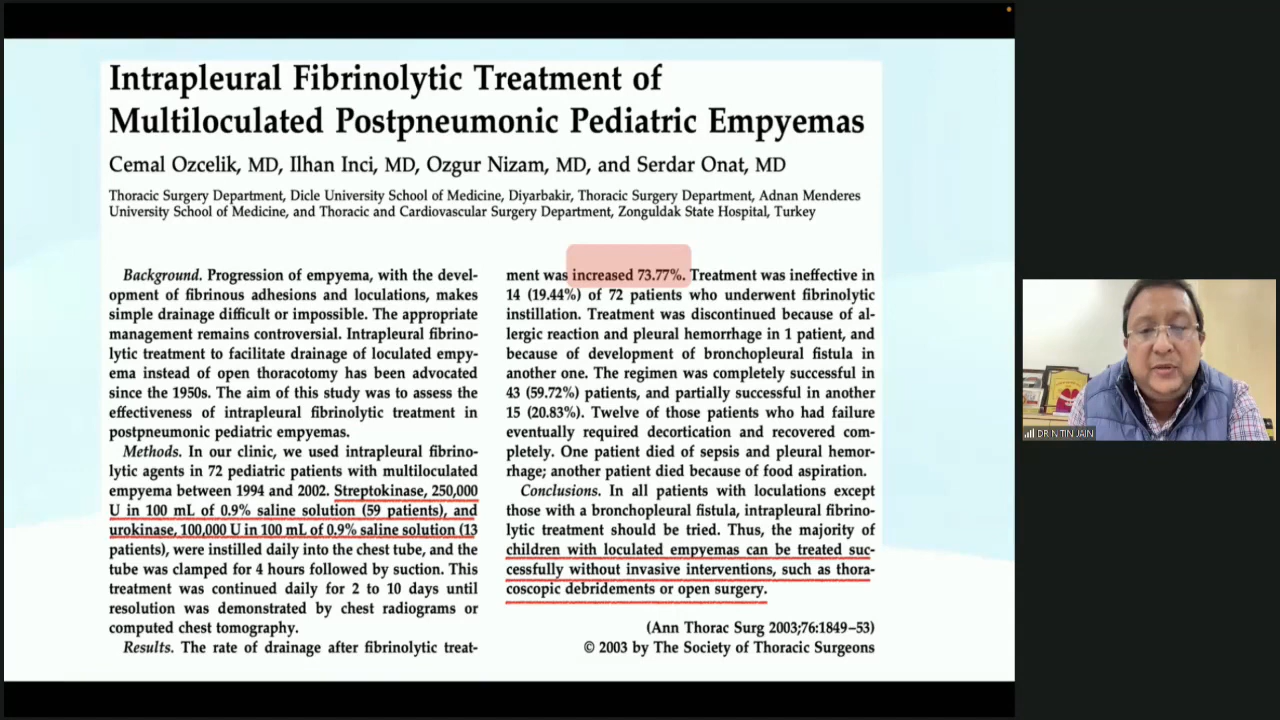 Intrapleural Fibrinolytic Treatment of
Multiloculated Postpneumonic Pediatric Empyemas
Cemal Ozcelik, MD, Ilhan Inci, MD, Ozgur Nizam, MD, and Serdar Onat, MD
Thoracic Surgery Department, Dicle University School of Medicine, Diyarbakir, Thoracic Surgery Department, Adnan Menderes
University School of Medicine, and Thoracic and Cardiovascular Surgery Department, Zonguldak State Hospital, Turkey
Background. Progression of empyema, with the devel-
opment of fibrinous adhesions and loculations, makes
simple drainage difficult or impossible. The appropriate
management remains controversial. Intrapleural fibrino-
lytic treatment to facilitate drainage of loculated empy-
ema instead of open thoracotomy has been advocated
since the 1950s. The aim of this study was to assess the
effectiveness of intrapleural fibrinolytic treatment in
postpneumonic pediatric empyemas.
Methods. In our clinic, we used intrapleural fibrino-
lytic agents in 72 pediatric patients with multiloculated
empyema between 1994 and 2002. Streptokinase, 250,000
U in 100 mL of 0.9% saline solution (59 patients), and
urokinase, 100,000 U in 100 mL of 0.9% saline solution (13
patients), were instilled daily into the chest tube, and the
tube was clamped for 4 hours followed by suction. This
treatment was continued daily for 2 to 10 days until
resolution was demonstrated by chest radiograms or
computed chest tomography.
Results. The rate of drainage after fibrinolytic treat-
ment was increased 73.77%. Treatment was ineffective in
14 (19.44%) of 72 patients who underwent fibrinolytic
instillation. Treatment was discontinued because of al-
lergic reaction and pleural hemorrhage in 1 patient, and
because of development of bronchopleural fistula in
another one. The regimen was completely successful in
43 (59.72%) patients, and partially successful in another
15 (20.83%). Twelve of those patients who had failure
eventually required decortication and recovered com-
pletely. One patient died of sepsis and pleural hemor-
rhage; another patient died because of food aspiration.
Conclusions. In all patients with loculations except
those with a bronchopleural fistula, intrapleural fibrino-
lytic treatment should be tried. Thus, the majority of
children with loculated empyemas can be treated suc-
cessfully without invasive interventions, such as thora-
coscopic debridements or open surgery.
(Ann Thorac Surg 2003;76:1849–53)
© 2003 by The Society of Thoracic Surgeons
DR NITIN JAIN